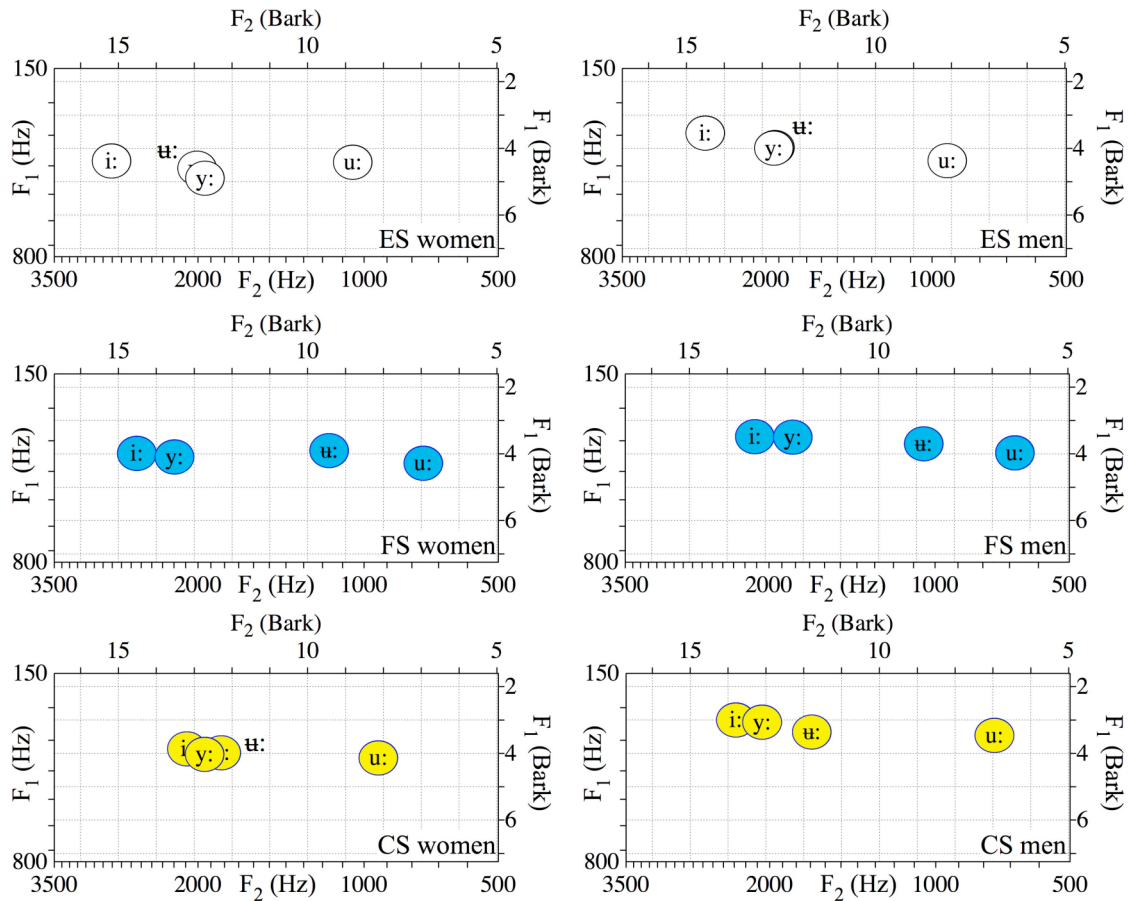 F₂ (Bark)
15 10 5
150
2
4
6
F₁ (Hz)
F₁ (Bark)
i:
ʉ:
y:
u:
ES women
800
3500 2000 F₂ (Hz) 1000 500
F₂ (Bark)
15 10 5
150
2
4
6
F₁ (Hz)
F₁ (Bark)
i:
y:
ʉ:
u:
ES men
800
3500 2000 F₂ (Hz) 1000 500
F₂ (Bark)
15 10 5
150
2
4
6
F₁ (Hz)
F₁ (Bark)
i:
y:
ʉ:
u:
FS women
800
3500 2000 F₂ (Hz) 1000 500
F₂ (Bark)
15 10 5
150
2
4
6
F₁ (Hz)
F₁ (Bark)
i:
y:
ʉ:
u:
FS men
800
3500 2000 F₂ (Hz) 1000 500
F₂ (Bark)
15 10 5
150
2
4
6
F₁ (Hz)
F₁ (Bark)
i
y:
:
ʉ:
u:
CS women
800
3500 2000 F₂ (Hz) 1000 500
F₂ (Bark)
15 10 5
150
2
4
6
F₁ (Hz)
F₁ (Bark)
i:
y:
ʉ:
u:
CS men
800
3500 2000 F₂ (Hz) 1000 500